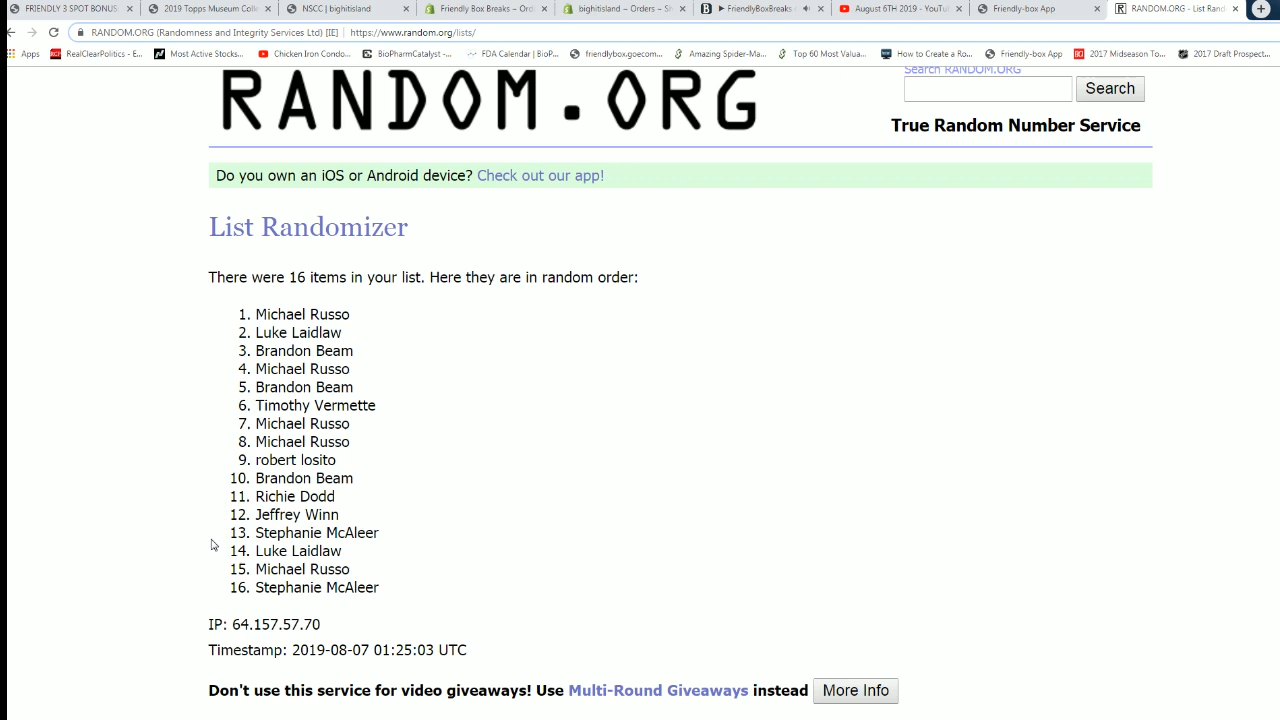 FRIENDLY 3 SPOT BONUS
2019 Topps Museum Coll
NSCC | bighitisland
Friendly Box Breaks ~ Ord
bighitisland ~ Orders ~ Sh
FriendlyBoxBreaks
August 6TH 2019 - YouTu
Friendly-box App
RANDOM.ORG - List Rand
RANDOM.ORG (Randomness and Integrity Services Ltd) [IE] | https://www.random.org/lists/
Apps RealClearPolitics - E... Most Active Stocks... Chicken Iron Condo... BioPharmCatalyst -... FDA Calendar | BioP... friendlybox.goecom... Amazing Spider-Ma... Top 60 Most Value... How to Create a Ro... Friendly-box App 2017 Midseason To... 2017 Draft Prospect...
Search RANDOM.ORG
RANDOM.ORG
Search
True Random Number Service
Do you own an iOS or Android device? Check out our app!
List Randomizer
There were 16 items in your list. Here they are in random order:
1. Michael Russo
2. Luke Laidlaw
3. Brandon Beam
4. Michael Russo
5. Brandon Beam
6. Timothy Vermette
7. Michael Russo
8. Michael Russo
9. robert losito
10. Brandon Beam
11. Richie Dodd
12. Jeffrey Winn
13. Stephanie McAleer
14. Luke Laidlaw
15. Michael Russo
16. Stephanie McAleer
IP: 64.157.57.70
Timestamp: 2019-08-07 01:25:03 UTC
Don't use this service for video giveaways! Use Multi-Round Giveaways instead More Info